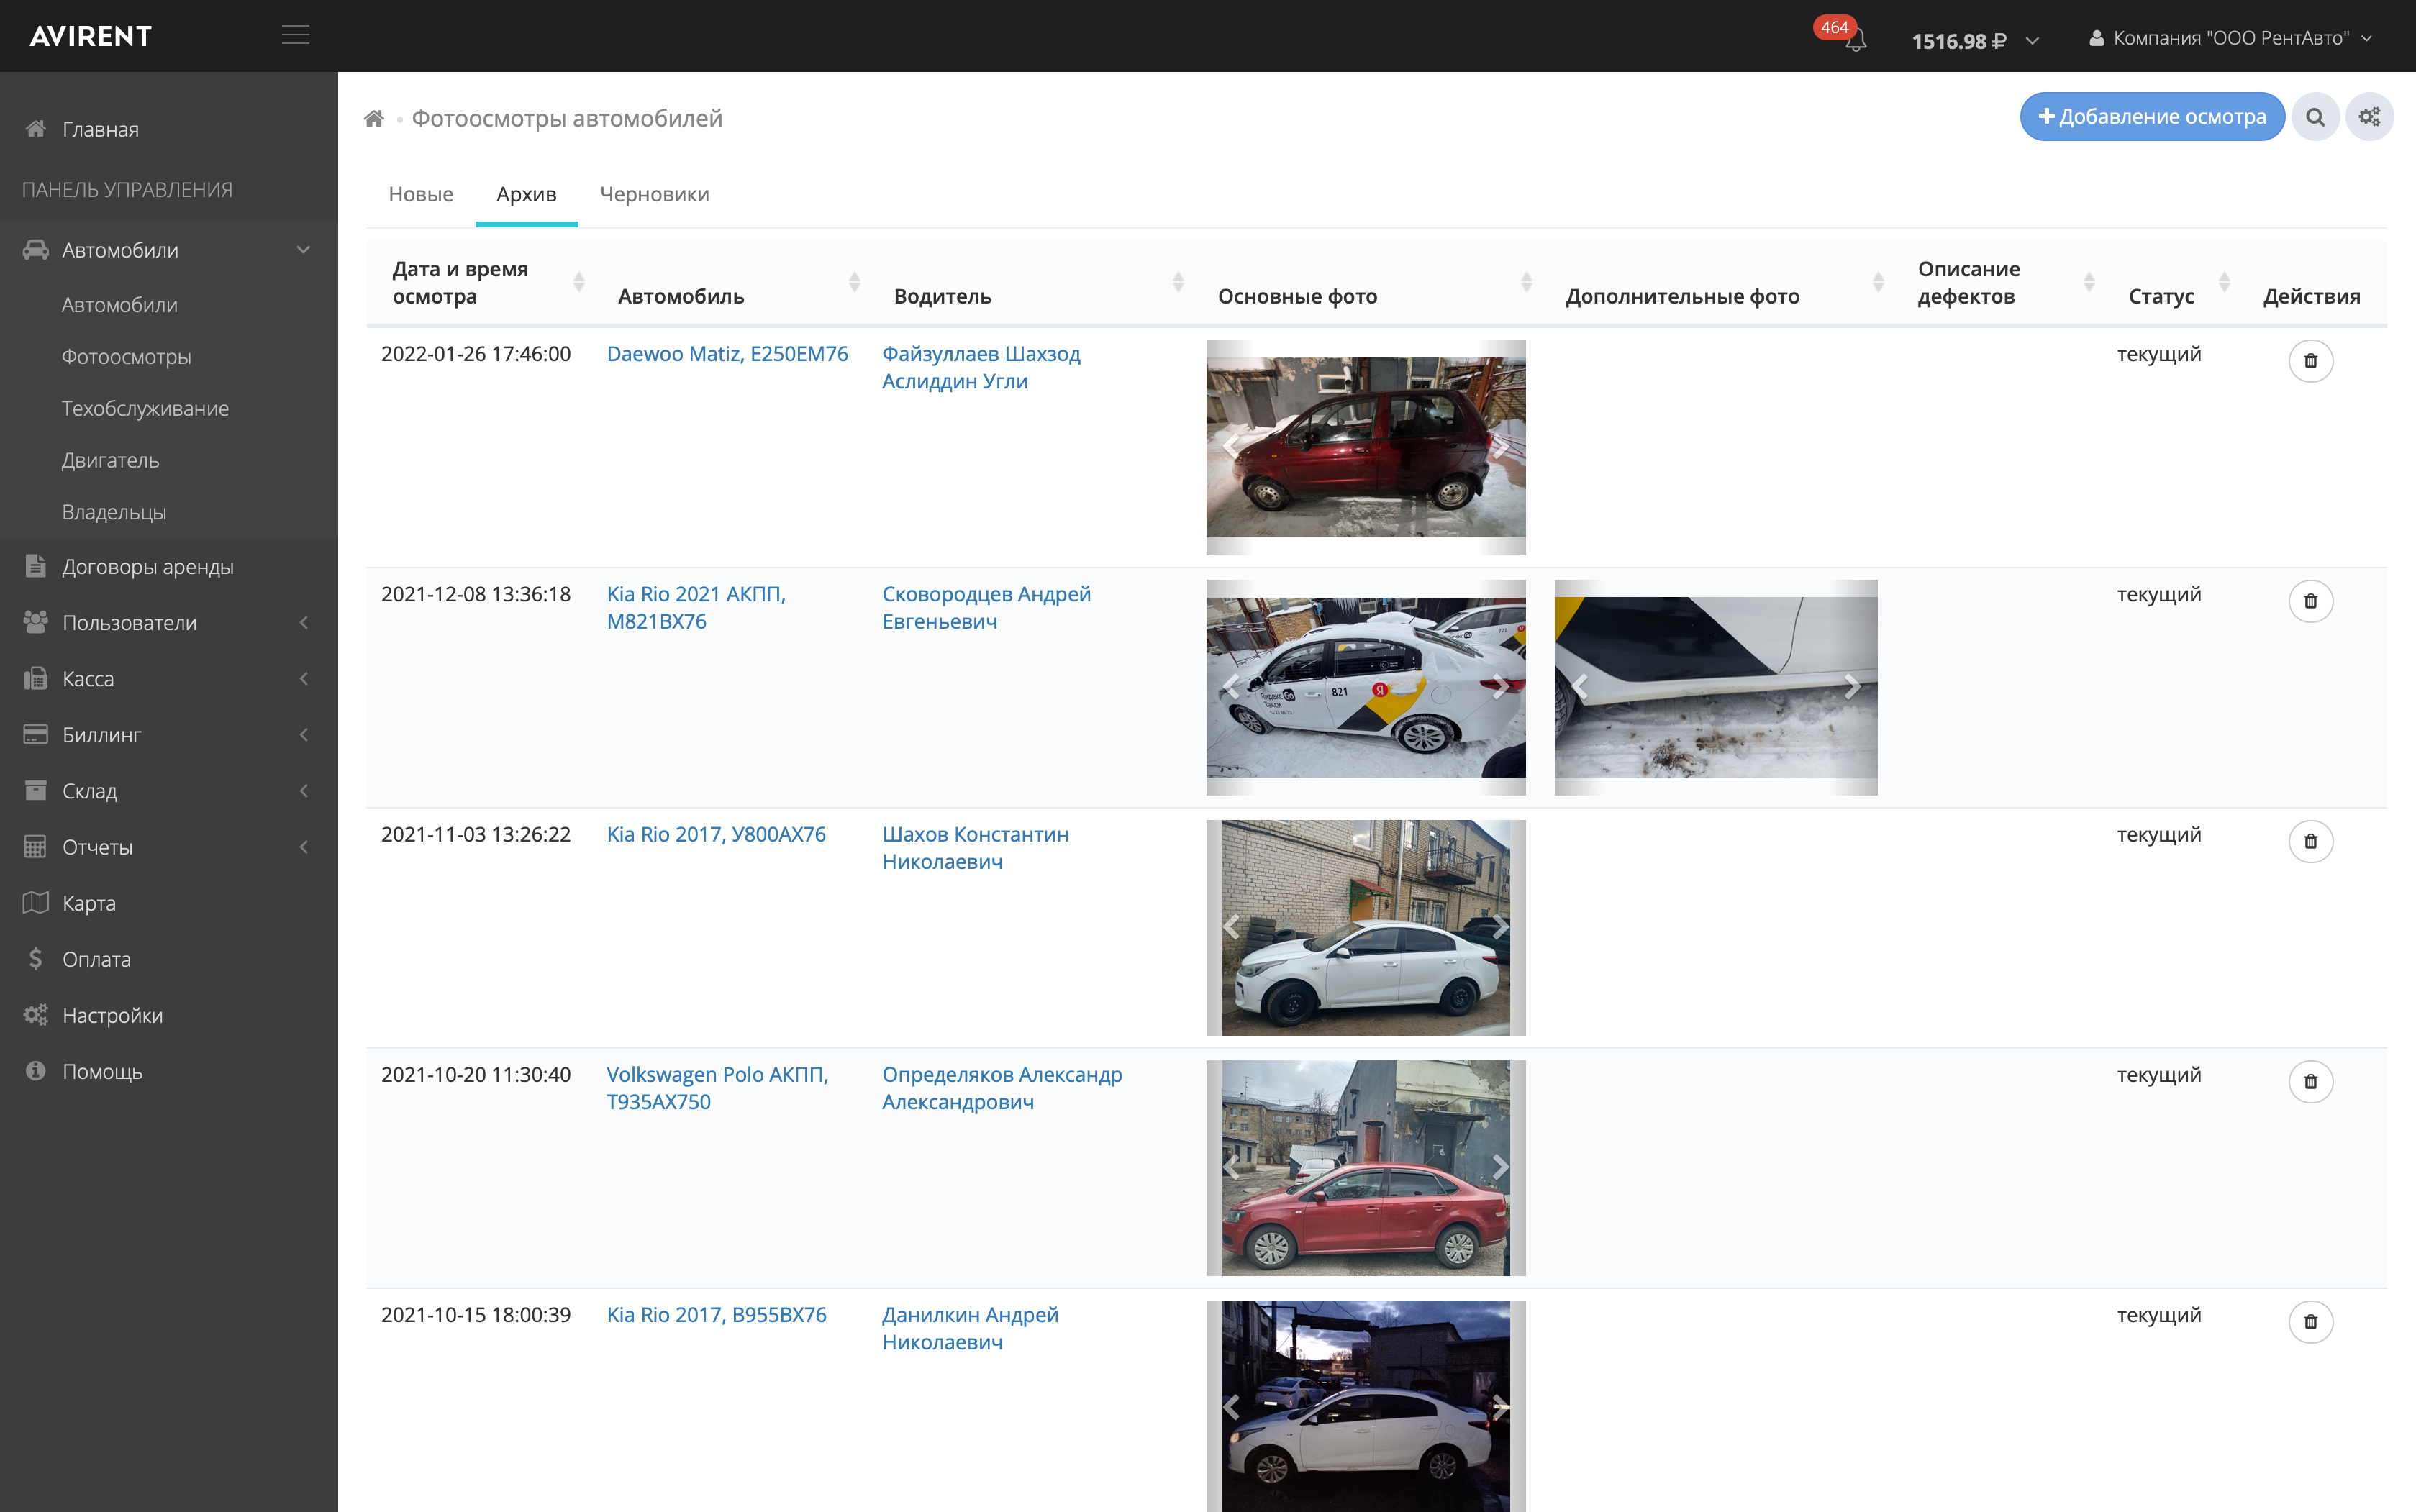 AVIRENT
464
1516.98 ₽
Компания "ООО РентАвто"
Главная
ПАНЕЛЬ УПРАВЛЕНИЯ
Автомобили
Автомобили
Фотоосмотры
Техобслуживание
Двигатель
Владельцы
Договоры аренды
Пользователи
Касса
Биллинг
Склад
Отчеты
Карта
Оплата
Настройки
Помощь
Фотоосмотры автомобилей
Добавление осмотра
Новые
Архив
Черновики
Дата и время
осмотра
Автомобиль
Водитель
Основные фото
Дополнительные фото
Описание
дефектов
Статус
Действия
2022-01-26 17:46:00
Daewoo Matiz, E250EM76
Файзуллаев Шахзод
Аслиддин Угли
текущий
2021-12-08 13:36:18
Kia Rio 2021 АКПП,
M821BX76
Сковородцев Андрей
Евгеньевич
Яндекс Go
Такси
821
Я
текущий
2021-11-03 13:26:22
Kia Rio 2017, У800АХ76
Шахов Константин
Николаевич
текущий
2021-10-20 11:30:40
Volkswagen Polo АКПП,
Т935АХ750
Определяков Александр
Александрович
текущий
2021-10-15 18:00:39
Kia Rio 2017, В955ВХ76
Данилкин Андрей
Николаевич
текущий